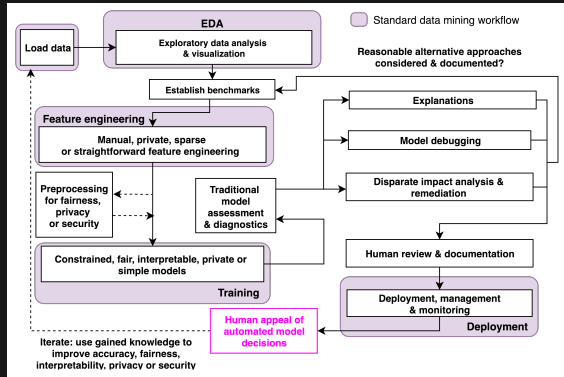 EDA
Standard data mining workflow
Load data
Exploratory data analysis
& visualization
Reasonable alternative approaches
considered & documented?
Establish benchmarks
Explanations
Feature engineering
Manual, private, sparse
or straightforward feature engineering
Model debugging
Preprocessing
for fairness,
privacy
or security
Traditional
model
assessment
& diagnostics
Disparate impact analysis &
remediation
Constrained, fair, interpretable, private or
simple models
Training
Human review & documentation
Deployment, management
& monitoring
Deployment
Human appeal of
automated model
decisions
Iterate: use gained knowledge to
improve accuracy, fairness,
interpretability, privacy or security